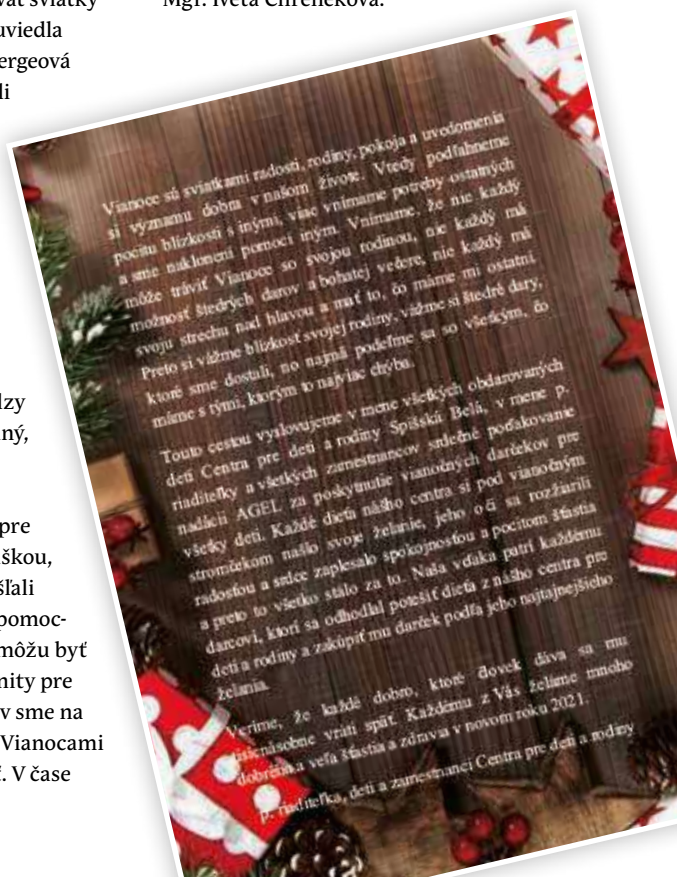 vať sviatky
uviedla
ergeová
li
Mgr. Iveta Chreneková.
Vianoce sú sviatkami radosti, rodiny, pokoja a uvedomenia
si významu dobra v našom živote. Vtedy podľahneme
pocitu blízkosti s inými, viac vnímame potreby ostatných
a sme naklonení pomoci iným. Vnímame, že nie každý
môže tráviť Vianoce so svojou rodinou, nie každý má
možnosť štedrých darov a bohatej večere, nie každý má
svoju strechu nad hlavou a mať to, čo máme mi ostatní.
Preto si vážme blízkosť svojej rodiny, vážme si štedré dary,
ktoré sme dostali, no najmä podeľme sa so všetkým, čo
máme s tými, ktorým to najviac chýba.
Touto cestou vyslovujeme v mene všetkých obdarovaných
detí Centra pre deti a rodiny Spišská Belá, v mene p.
riaditeľky a všetkých zamestnancov srdečné poďakovanie
nadácii AGEL za poskytnutie vianočných darčekov pre
všetky deti. Každé dieťa nášho centra si pod vianočným
stromčekom našlo svoje želanie, jeho oči sa rozžiarili
radosťou a srdce zaplesalo spokojnosťou a pocitom šťastia
a preto to všetko stálo za to. Naša vďaka patrí každému
darcovi, ktorí sa odhodlal potešiť dieťa z nášho centra pre
deti a rodiny a zakúpiť mu darček podľa jeho najtajnejšieho
želania.
Veríme, že každé dobro, ktoré človek dáva sa mu
tisícnásobne vráti späť. Každému z Vás želáme mnoho
dobrého a veľa šťastia a zdravia v novom roku 2021.
p. riaditeľka, deti a zamestnanci Centra pre deti a rodiny
lzy
ný,
pre
iškou,
šľali
pomoc-
môžu byť
nity pre
v sme na
Vianocami
ť. V čase